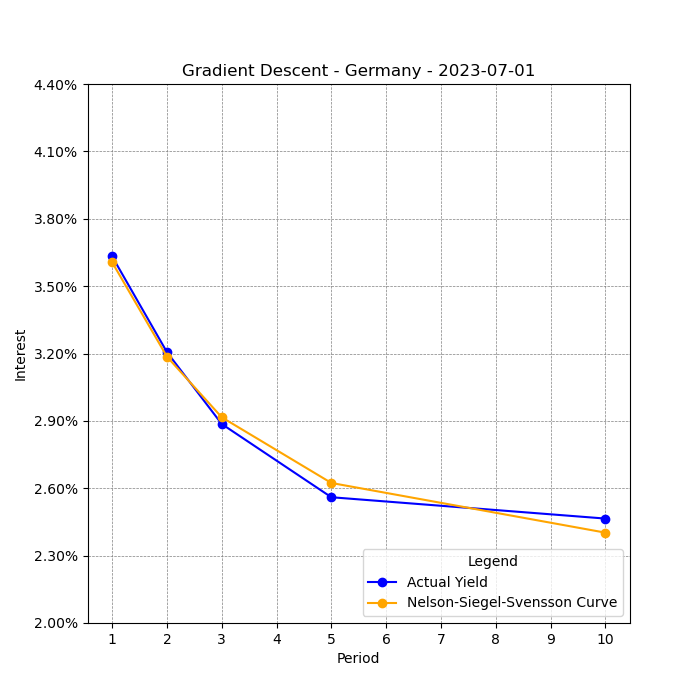 Gradient Descent - Germany - 2023-07-01
4.40%
4.10%
3.80%
3.50%
3.20%
2.90%
2.60%
2.30%
2.00%
Interest
Legend
Actual Yield
Nelson-Siegel-Svensson Curve
1 2 3 4 5 6 7 8 9 10
Period